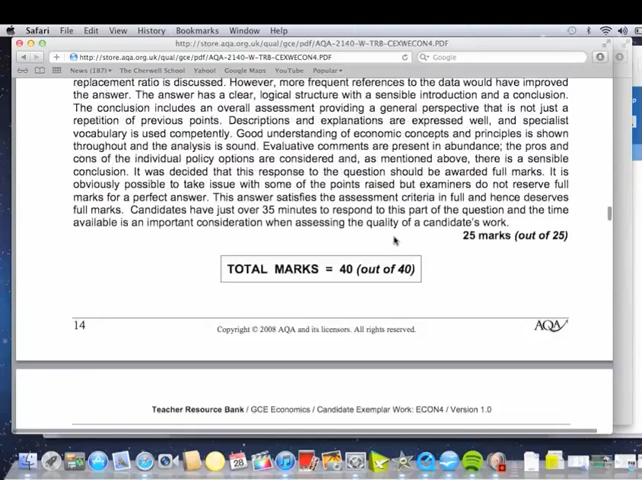 Safari File Edit View History Bookmarks Window Help
http://store.aqa.org.uk/qual/gce/pdf/AQA-2140-W-TRB-CEXWECON4.PDF
http://store.aqa.org.uk/qual/gce/pdf/AQA-2140-W-TRB-CEXWECON4.PDF Google
News (187) The Cherwell School Yahoo! Google Maps YouTube Popular
replacement ratio is discussed. However, more frequent references to the data would have improved
the answer. The answer has a clear, logical structure with a sensible introduction and a conclusion.
The conclusion includes an overall assessment providing a general perspective that is not just a
repetition of previous points. Descriptions and explanations are expressed well, and specialist
vocabulary is used competently. Good understanding of economic concepts and principles is shown
throughout and the analysis is sound. Evaluative comments are present in abundance; the pros and
cons of the individual policy options are considered and, as mentioned above, there is a sensible
conclusion. It was decided that this response to the question should be awarded full marks. It is
obviously possible to take issue with some of the points raised but examiners do not reserve full
marks for a perfect answer. This answer satisfies the assessment criteria in full and hence deserves
full marks. Candidates have just over 35 minutes to respond to this part of the question and the time
available is an important consideration when assessing the quality of a candidate's work.
25 marks (out of 25)
TOTAL MARKS = 40 (out of 40)
14 Copyright © 2008 AQA and its licensors. All rights reserved. AQA
Teacher Resource Bank / GCE Economics / Candidate Exemplar Work: ECON4 / Version 1.0
28